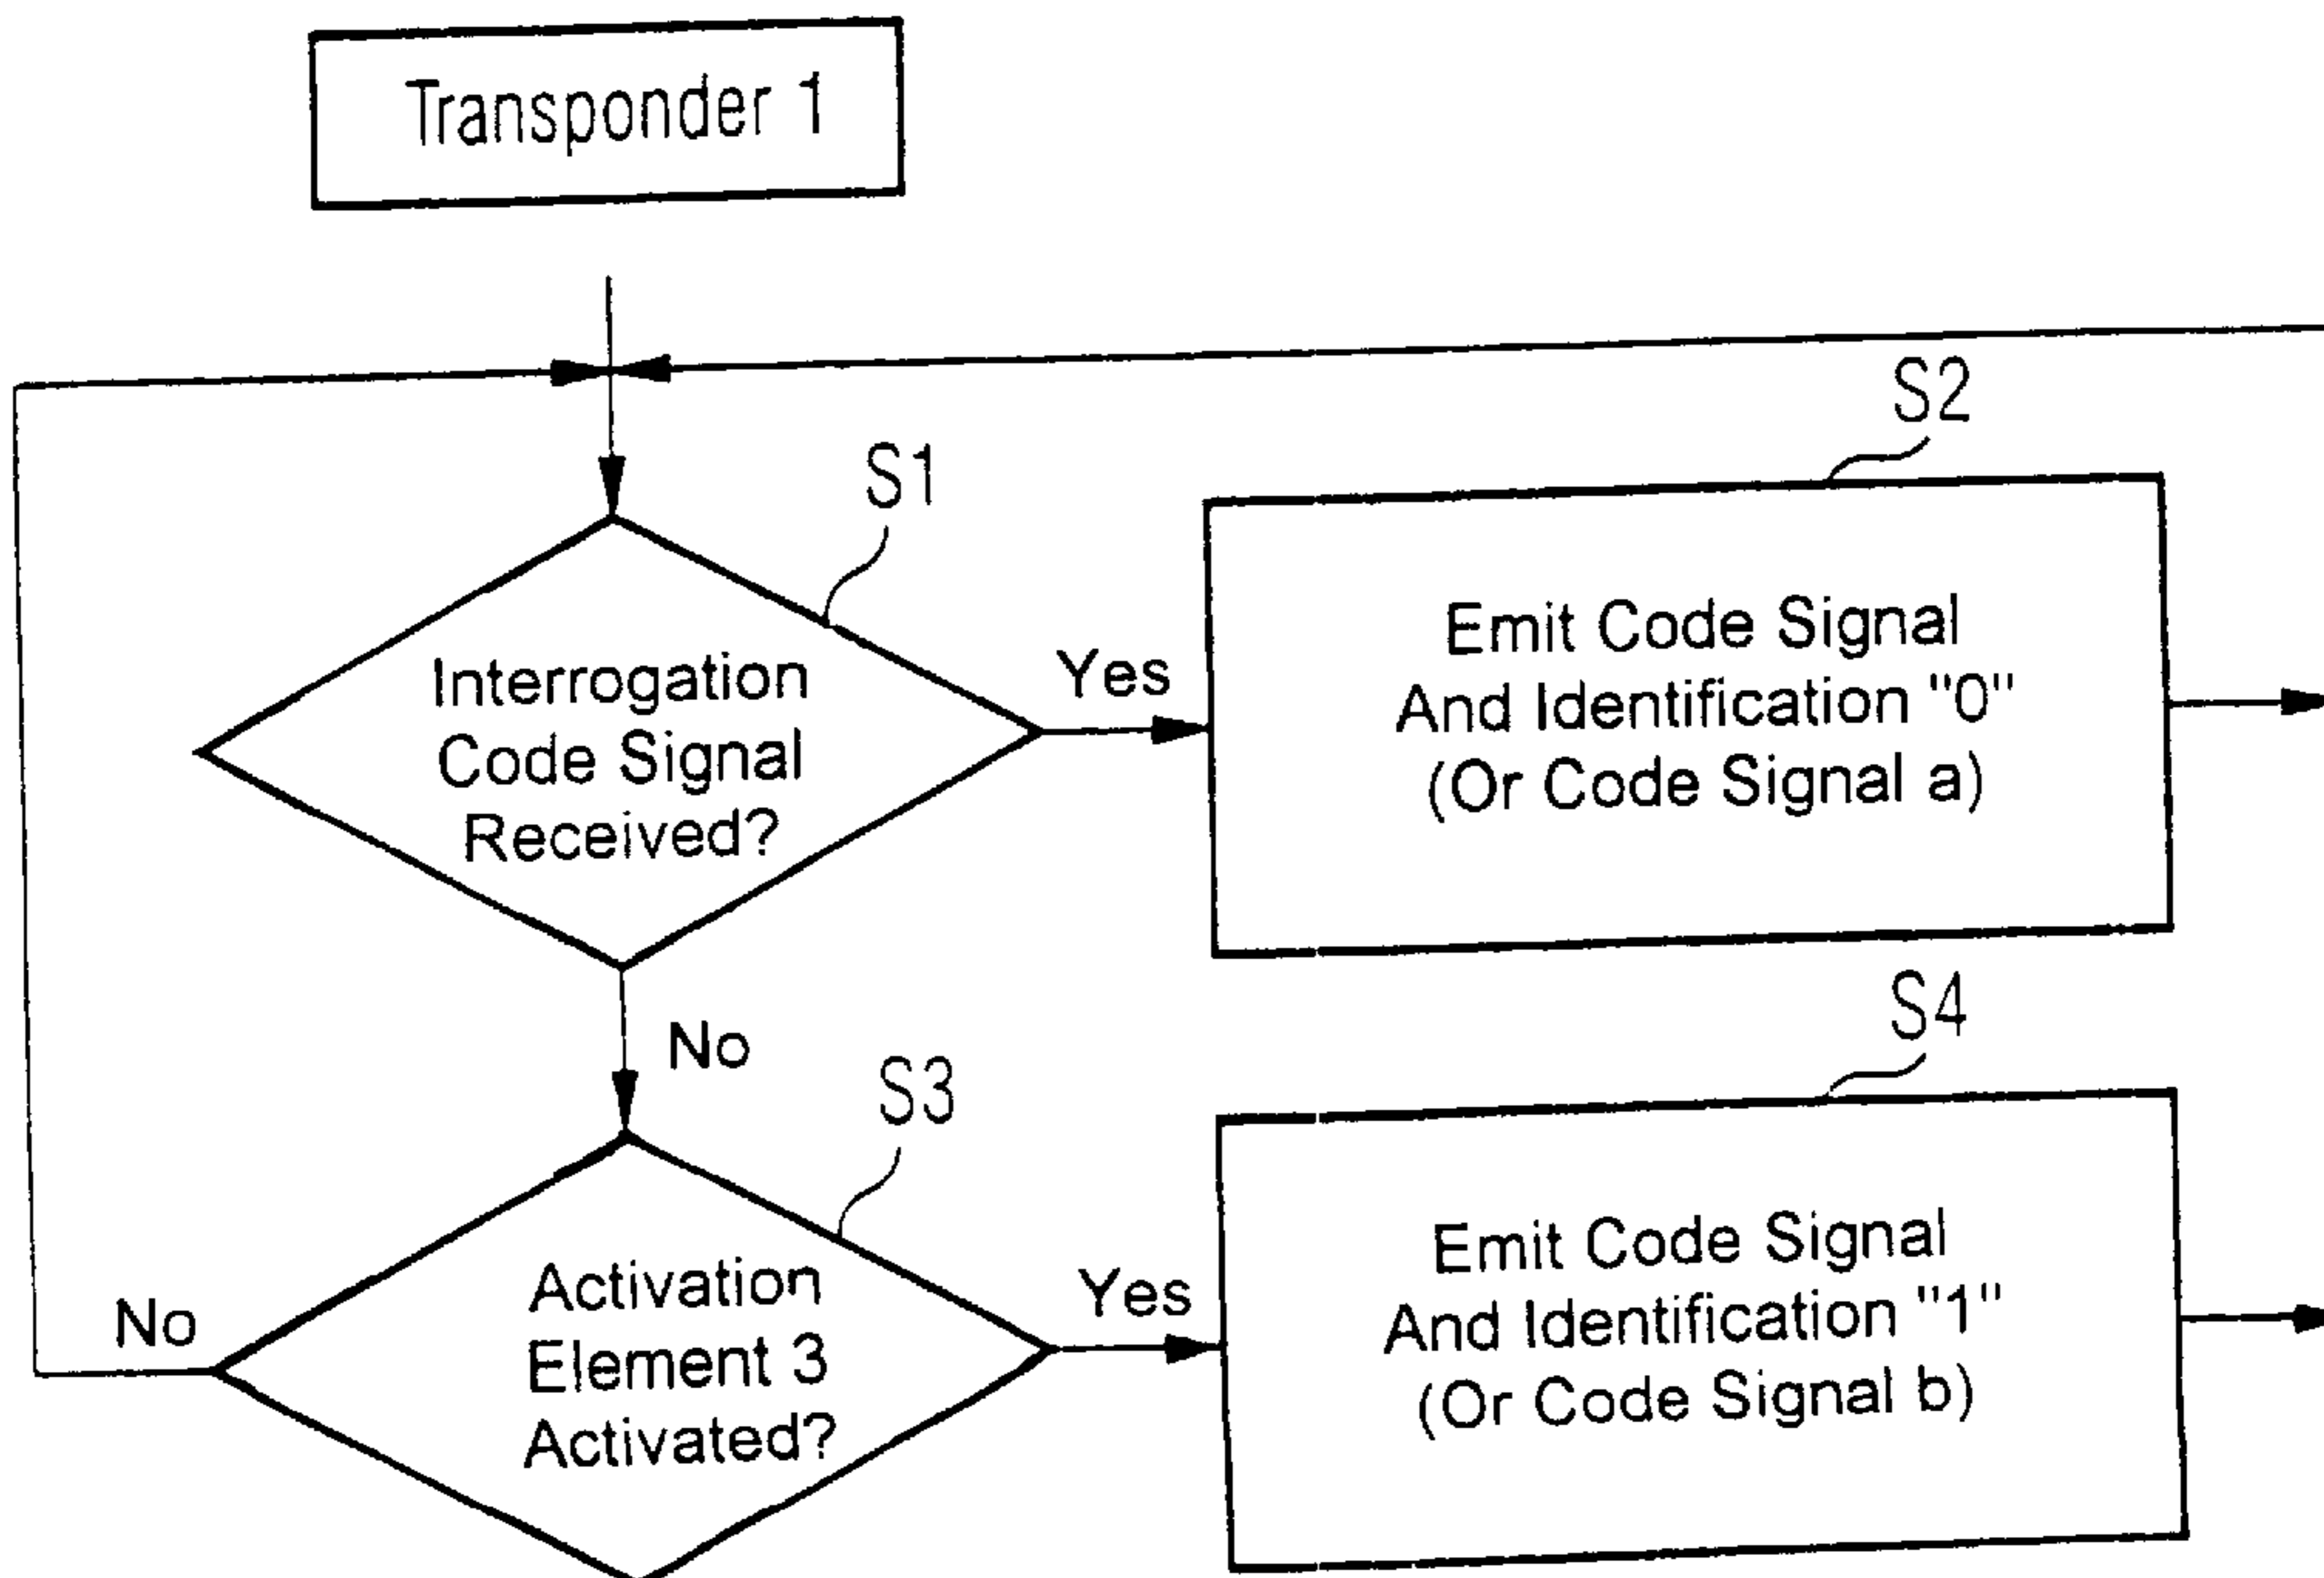 Transponder 1
S1
S2
Interrogation
Code Signal
Received?
Yes
Emit Code Signal
And Identification "0"
(Or Code Signal a)
No
S3
S4
Activation
Element 3
Activated?
No
Yes
Emit Code Signal
And Identification "1"
(Or Code Signal b)